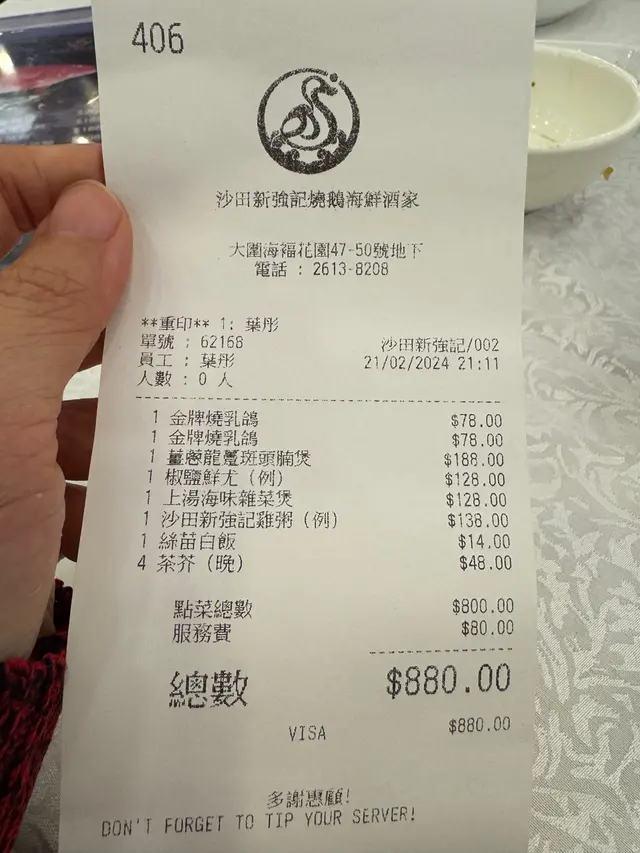 406
沙田新強記燒鵝海鮮酒家
大圍海福花園47-50號地下
電話 : 2613-8208
**重印** 1: 葉彤
單號 : 62168 沙田新強記/002
員工 : 葉彤 21/02/2024 21:11
人數 : 0 人
1 金牌燒乳鴿 $78.00
1 金牌燒乳鴿 $78.00
1 薑蔥龍躉斑頭腩煲 $188.00
1 椒鹽鮮尤 (例) $128.00
1 上湯海味雜菜煲 $128.00
1 沙田新強記雞粥 (例) $138.00
1 絲苗白飯 $14.00
4 茶芥 (晚) $48.00
點菜總數 $800.00
服務費 $80.00
總數 $880.00
VISA $880.00
多謝惠顧!
DON'T FORGET TO TIP YOUR SERVER!